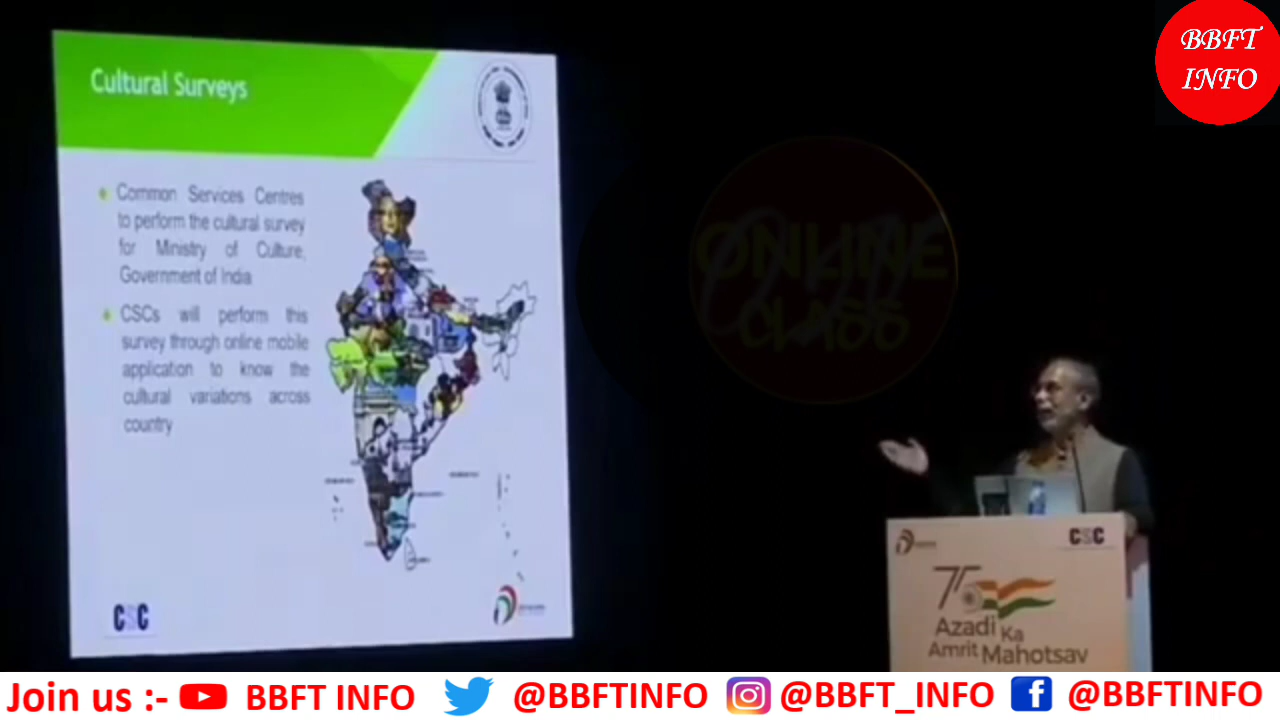 BBFT
INFO
Cultural Surveys
Common Services Centres
to perform the cultural survey
for Ministry of Culture,
Government of India
CSCs will perform this
survey through online mobile
application to know the
cultural variations across
country
CSC
ONLINE
CLASS
CSC
75
Azadi Ka
Amrit Mahotsav
Join us :- BBFT INFO @BBFTINFO @BBFT_INFO @BBFTINFO